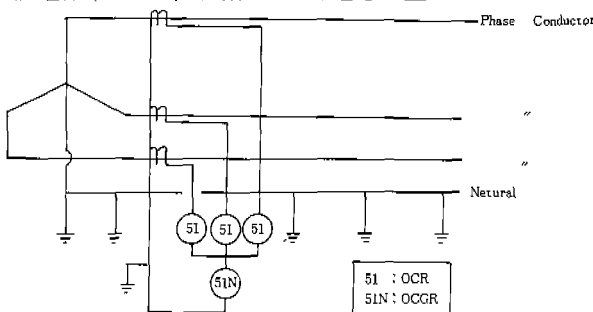 Phase Conductor
〃
〃
Netural
51 51 51
51N
51 : OCR
51N : OCGR